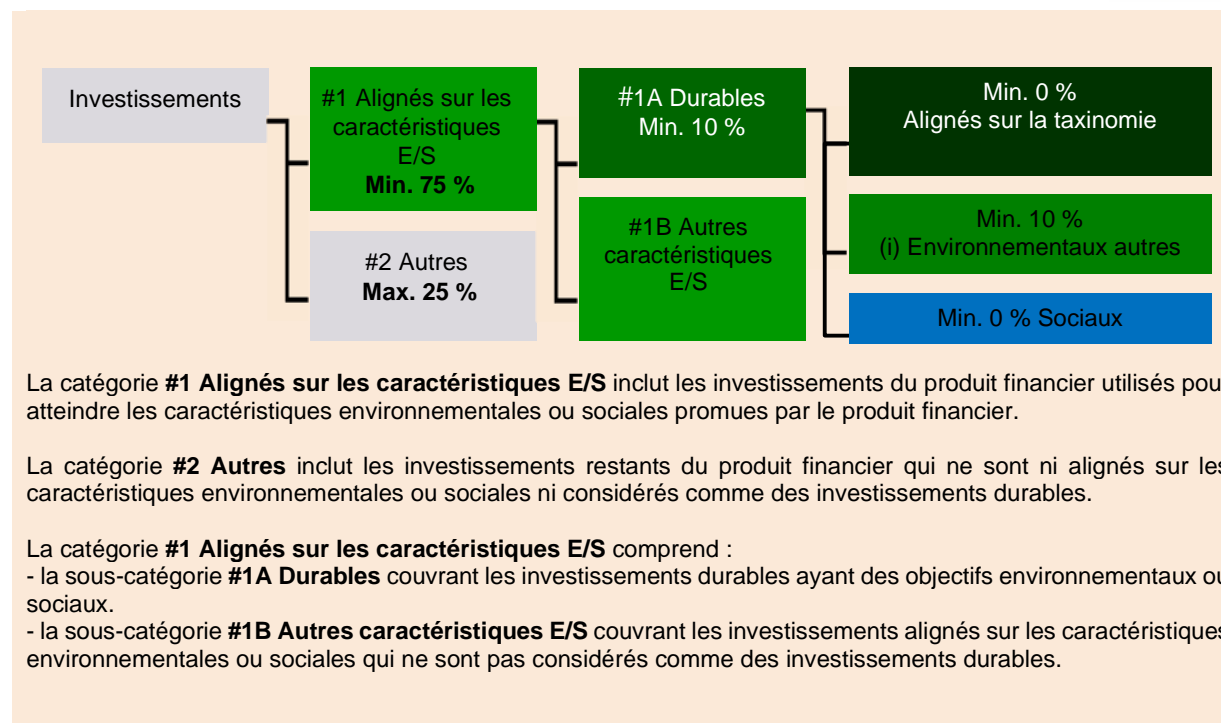 Investissements
#1 Alignés sur les
caractéristiques
E/S
Min. 75 %
#2 Autres
Max. 25 %
#1A Durables
Min. 10 %
#1B Autres
caractéristiques
E/S
Min. 0 %
Alignés sur la taxinomie
Min. 10 %
(i) Environnementaux autres
Min. 0 % Sociaux
La catégorie #1 Alignés sur les caractéristiques E/S inclut les investissements du produit financier utilisés pou
atteindre les caractéristiques environnementales ou sociales promues par le produit financier.
La catégorie #2 Autres inclut les investissements restants du produit financier qui ne sont ni alignés sur les
caractéristiques environnementales ou sociales ni considérés comme des investissements durables.
La catégorie #1 Alignés sur les caractéristiques E/S comprend :
- la sous-catégorie #1A Durables couvrant les investissements durables ayant des objectifs environnementaux ou
sociaux.
- la sous-catégorie #1B Autres caractéristiques E/S couvrant les investissements alignés sur les caractéristiques
environnementales ou sociales qui ne sont pas considérés comme des investissements durables.